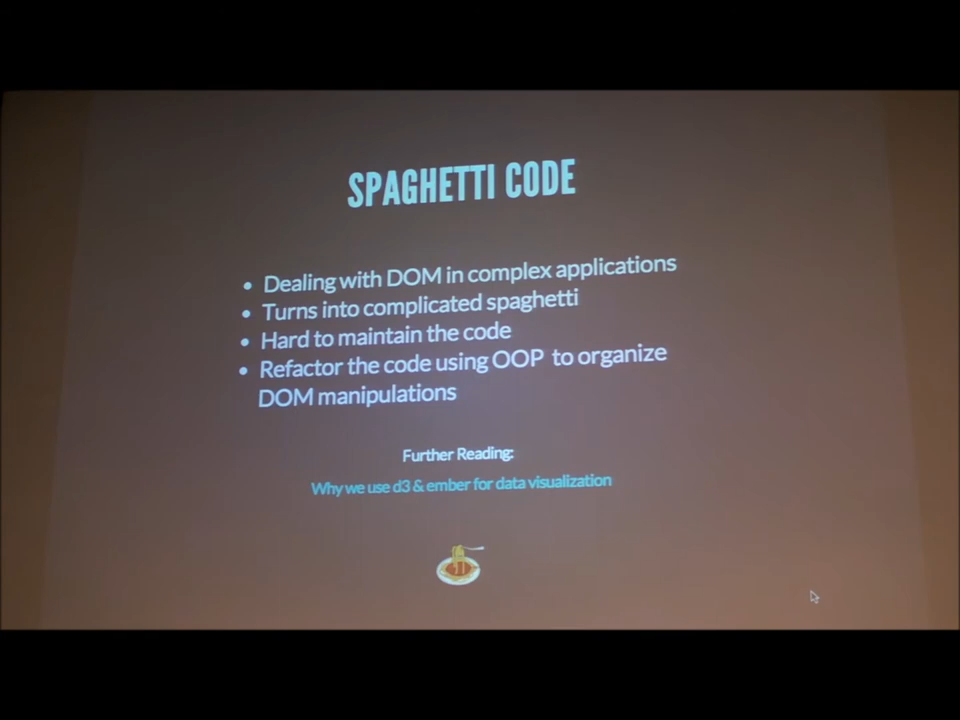 SPAGHETTI CODE
• Dealing with DOM in complex applications
• Turns into complicated spaghetti
• Hard to maintain the code
• Refactor the code using OOP to organize
DOM manipulations
Further Reading:
Why we use d3 & ember for data visualization